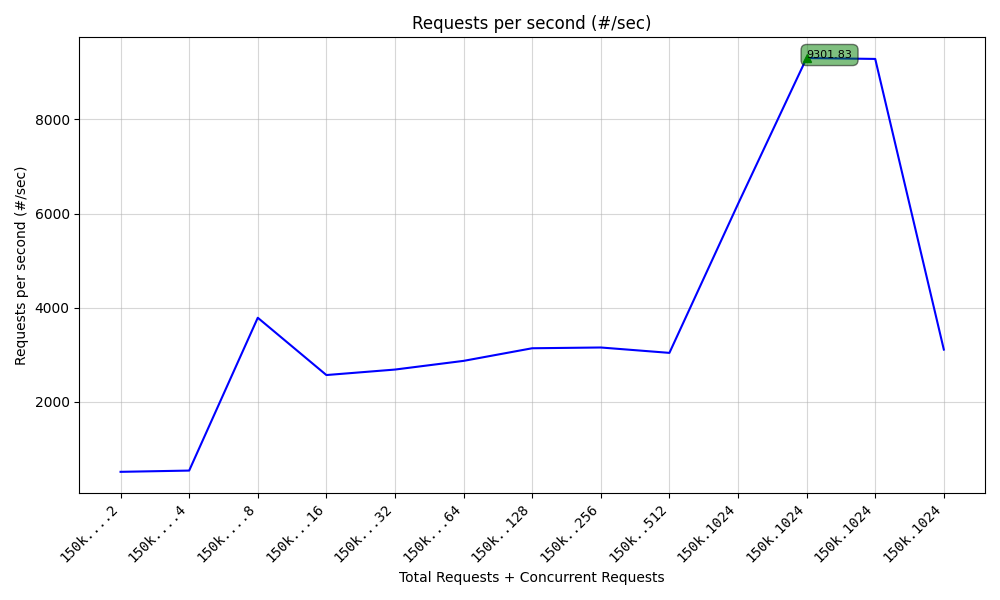 Requests per second (#/sec)
9301.83
8000
6000
4000
2000
Requests per second (#/sec)
150k....2
150k....4
150k....8
150k...16
150k...32
150k...64
150k..128
150k..256
150k..512
150k.1024
150k.1024
150k.1024
150k.1024
Total Requests + Concurrent Requests